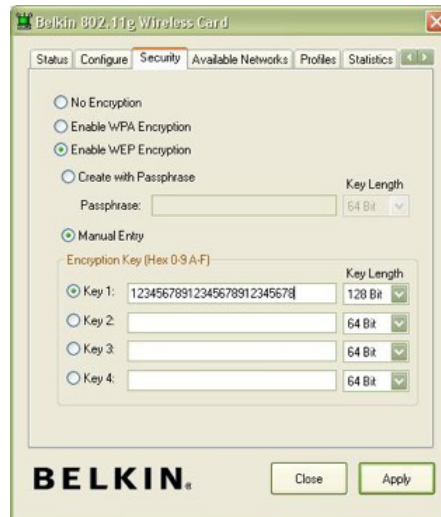 Belkin 802.11g Wireless Card
Status Configure Security Available Networks Profiles Statistics
No Encryption
Enable WPA Encryption
Enable WEP Encryption
Create with Passphrase
Key Length
Passphrase: 64 Bit
Manual Entry
Encryption Key (Hex 0-9 A-F)
Key Length
Key 1: 12345678912345678912345678 128 Bit
Key 2: 64 Bit
Key 3: 64 Bit
Key 4: 64 Bit
BELKIN. Close Apply